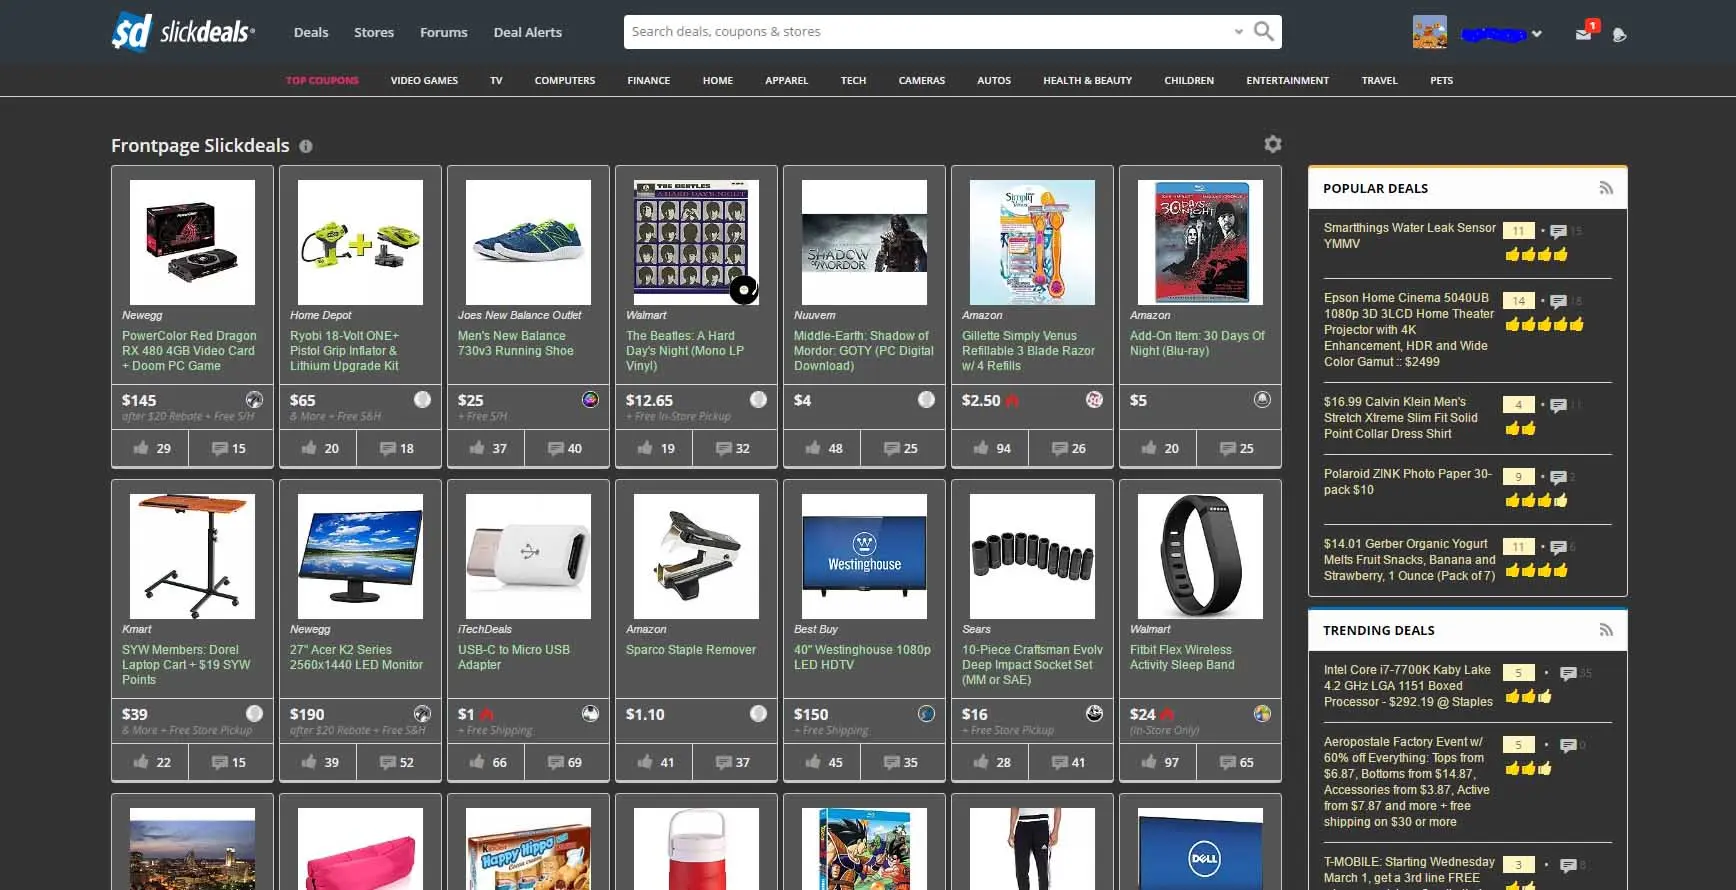 $d slickdeals
Deals Stores Forums Deal Alerts
Search deals, coupons & stores
1
TOP COUPONS VIDEO GAMES TV COMPUTERS FINANCE HOME APPAREL TECH CAMERAS AUTOS HEALTH & BEAUTY CHILDREN ENTERTAINMENT TRAVEL PETS
Frontpage Slickdeals
Newegg
PowerColor Red Dragon
RX 480 4GB Video Card
+ Doom PC Game
$145
after $20 Rebate + Free S/H
29 15
Home Depot
Ryobi 18-Volt ONE+
Pistol Grip Inflator &
Lithium Upgrade Kit
$65
& More + Free S&H
20 18
Joes New Balance Outlet
Men's New Balance
730v3 Running Shoe
$25
+ Free S/H
37 40
THE BEATLES
A HARD DAY'S NIGHT
Walmart
The Beatles: A Hard
Day's Night (Mono LP
Vinyl)
$12.65
+ Free In-Store Pickup
19 32
SHADOW
OF MORDOR
Nuuvem
Middle-Earth: Shadow of
Mordor: GOTY (PC Digital
Download)
$4
48 25
Simply
Venus
Amazon
Gillette Simply Venus
Refillable 3 Blade Razor
w/ 4 Refills
$2.50
94 26
30 DAYS
OF NIGHT
Amazon
Add-On Item: 30 Days Of
Night (Blu-ray)
$5
20 25
Kmart
SYW Members: Dorel
Laptop Cart + $19 SYW
Points
$39
& More + Free Store Pickup
22 15
Newegg
27" Acer K2 Series
2560x1440 LED Monitor
$190
after $20 Rebate + Free S&H
39 52
iTechDeals
USB-C to Micro USB
Adapter
$1
+ Free Shipping
66 69
Amazon
Sparco Staple Remover
$1.10
41 37
Westinghouse
Best Buy
40" Westinghouse 1080p
LED HDTV
$150
+ Free Shipping
45 35
Sears
10-Piece Craftsman Evolv
Deep Impact Socket Set
(MM or SAE)
$16
+ Free Store Pickup
28 41
Walmart
Fitbit Flex Wireless
Activity Sleep Band
$24
(In-Store Only)
97 65
Happy Hippo
DELL
POPULAR DEALS
Smartthings Water Leak Sensor
YMMV
11 • 15
Epson Home Cinema 5040UB
1080p 3D 3LCD Home Theater
Projector with 4K
Enhancement, HDR and Wide
Color Gamut :: $2499
14 • 18
$16.99 Calvin Klein Men's
Stretch Xtreme Slim Fit Solid
Point Collar Dress Shirt
4 • 11
Polaroid ZINK Photo Paper 30-
pack $10
9 • 2
$14.01 Gerber Organic Yogurt
Melts Fruit Snacks, Banana and
Strawberry, 1 Ounce (Pack of 7)
11 • 6
TRENDING DEALS
Intel Core i7-7700K Kaby Lake
4.2 GHz LGA 1151 Boxed
Processor - $292.19 @ Staples
5 • 35
Aeropostale Factory Event w/
60% off Everything: Tops from
$6.87, Bottoms from $14.87,
Accessories from $3.87, Active
from $7.87 and more + free
shipping on $30 or more
5 • 0
T-MOBILE: Starting Wednesday
March 1, get a 3rd line FREE
3 • 8